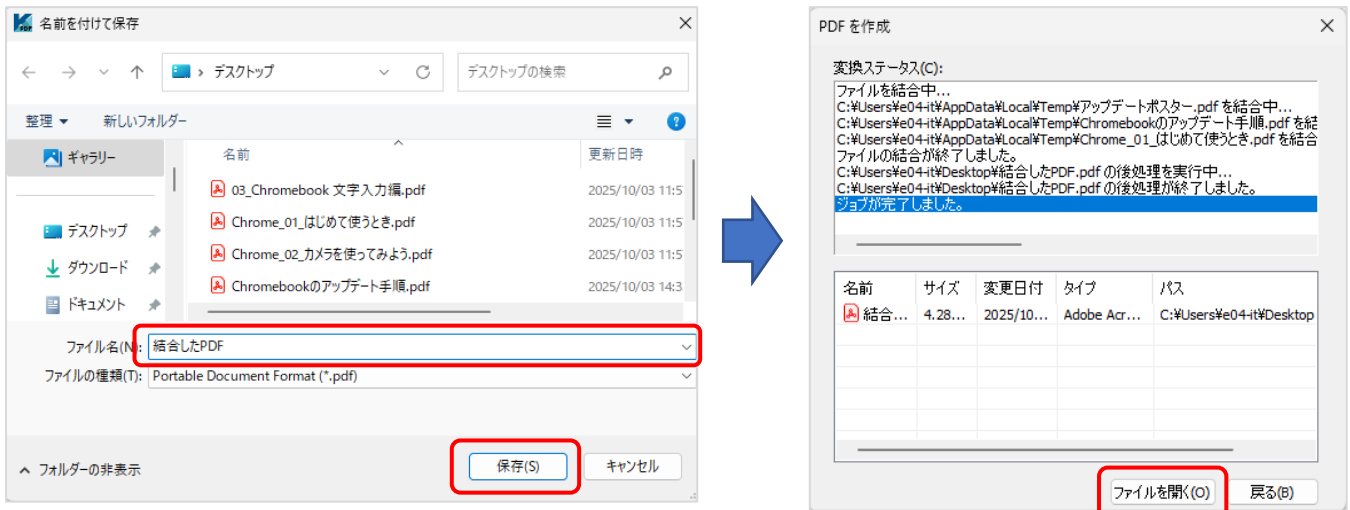 名前を付けて保存
デスクトップ
デスクトップの検索
整理
新しいフォルダー
ギャラリー
名前
更新日時
03_Chromebook 文字入力編.pdf
2025/10/03 11:5
Chrome_01_はじめて使うとき.pdf
2025/10/03 11:5
デスクトップ
Chrome_02_カメラを使ってみよう.pdf
2025/10/03 11:5
ダウンロード
Chromebookのアップデート手順.pdf
2025/10/03 14:3
ドキュメント
ファイル名(N): 結合したPDF
ファイルの種類(T): Portable Document Format (*.pdf)
フォルダーの非表示
保存(S)
キャンセル
PDF を作成
変換ステータス(C):
ファイルを結合中...
C:¥Users¥e04-it¥AppData¥Local¥Temp¥アップデートポスター.pdf を結合中...
C:¥Users¥e04-it¥AppData¥Local¥Temp¥Chromebookのアップデート手順.pdf を結
C:¥Users¥e04-it¥AppData¥Local¥Temp¥Chrome_01_はじめて使うとき.pdf を結合
ファイルの結合が終了しました。
C:¥Users¥e04-it¥Desktop¥結合したPDF.pdf の後処理を実行中...
C:¥Users¥e04-it¥Desktop¥結合したPDF.pdf の後処理が終了しました。
ジョブが完了しました。
名前 サイズ 変更日付 タイプ パス
結合... 4.28... 2025/10... Adobe Acr... C:¥Users¥e04-it¥Desktop
ファイルを開く(O)
戻る(B)